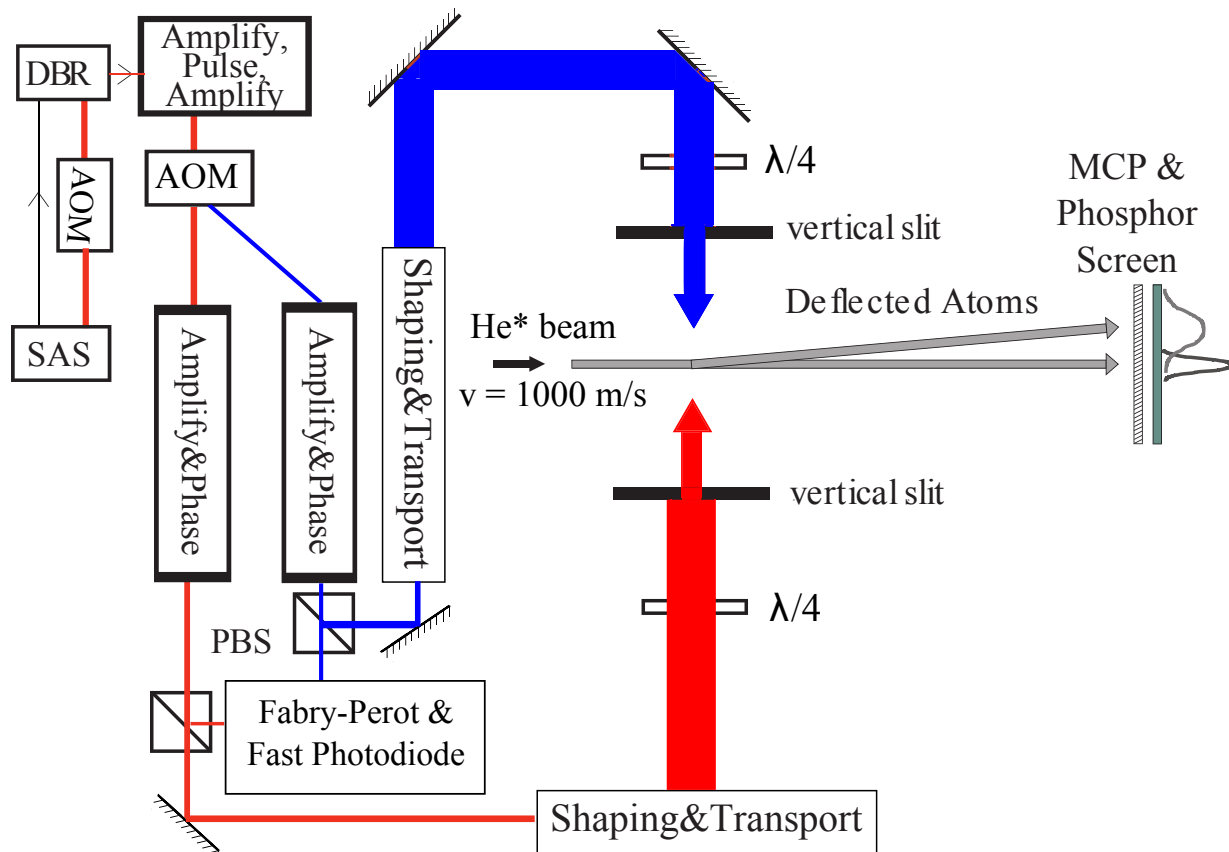 Amplify,
Pulse,
Amplify
DBR
AOM
AOM
SAS
Amplify&Phase
Amplify&Phase
Shaping&Transport
λ/4
vertical slit
MCP &
Phosphor
Screen
Deflected Atoms
He* beam
v = 1000 m/s
vertical slit
λ/4
PBS
Fabry-Perot &
Fast Photodiode
Shaping&Transport